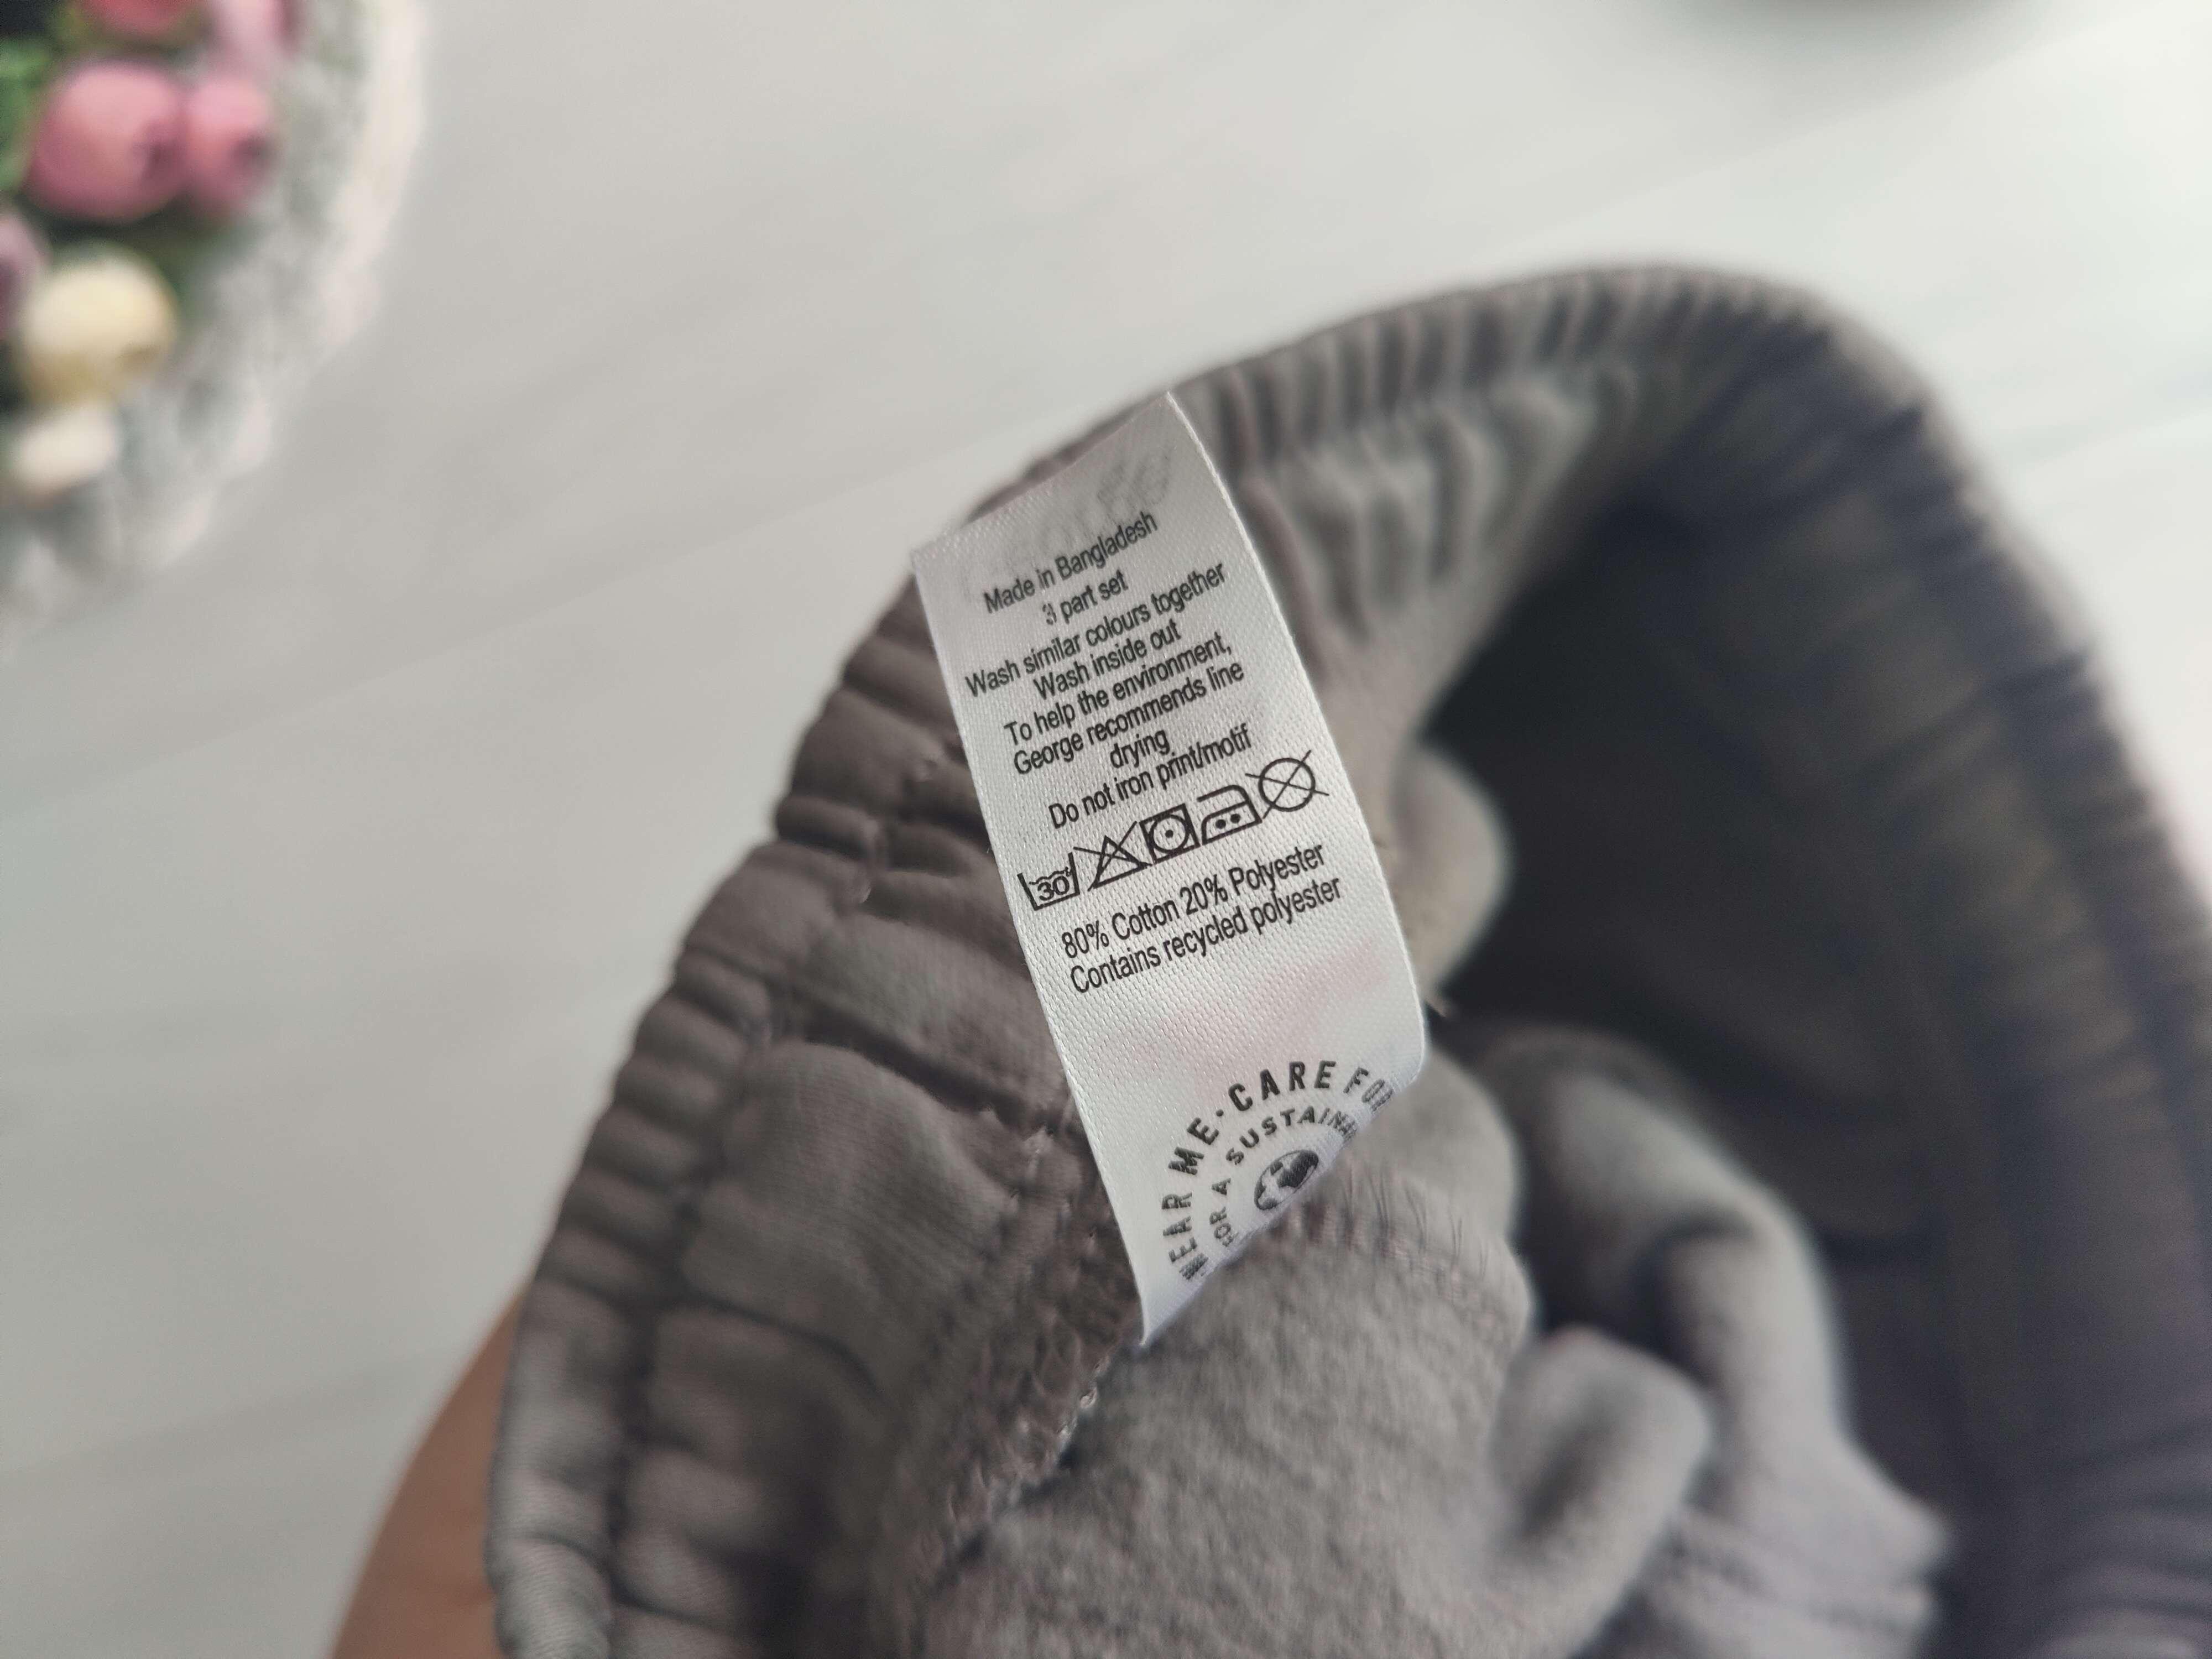 Made in Bangladesh
3 part set
Wash similar colours together
Wash inside out
To help the environment,
George recommends line
drying
Do not iron print/motif
30°
80% Cotton 20% Polyester
Contains recycled polyester
WEAR ME·CARE FOR
FOR A SUSTAINA